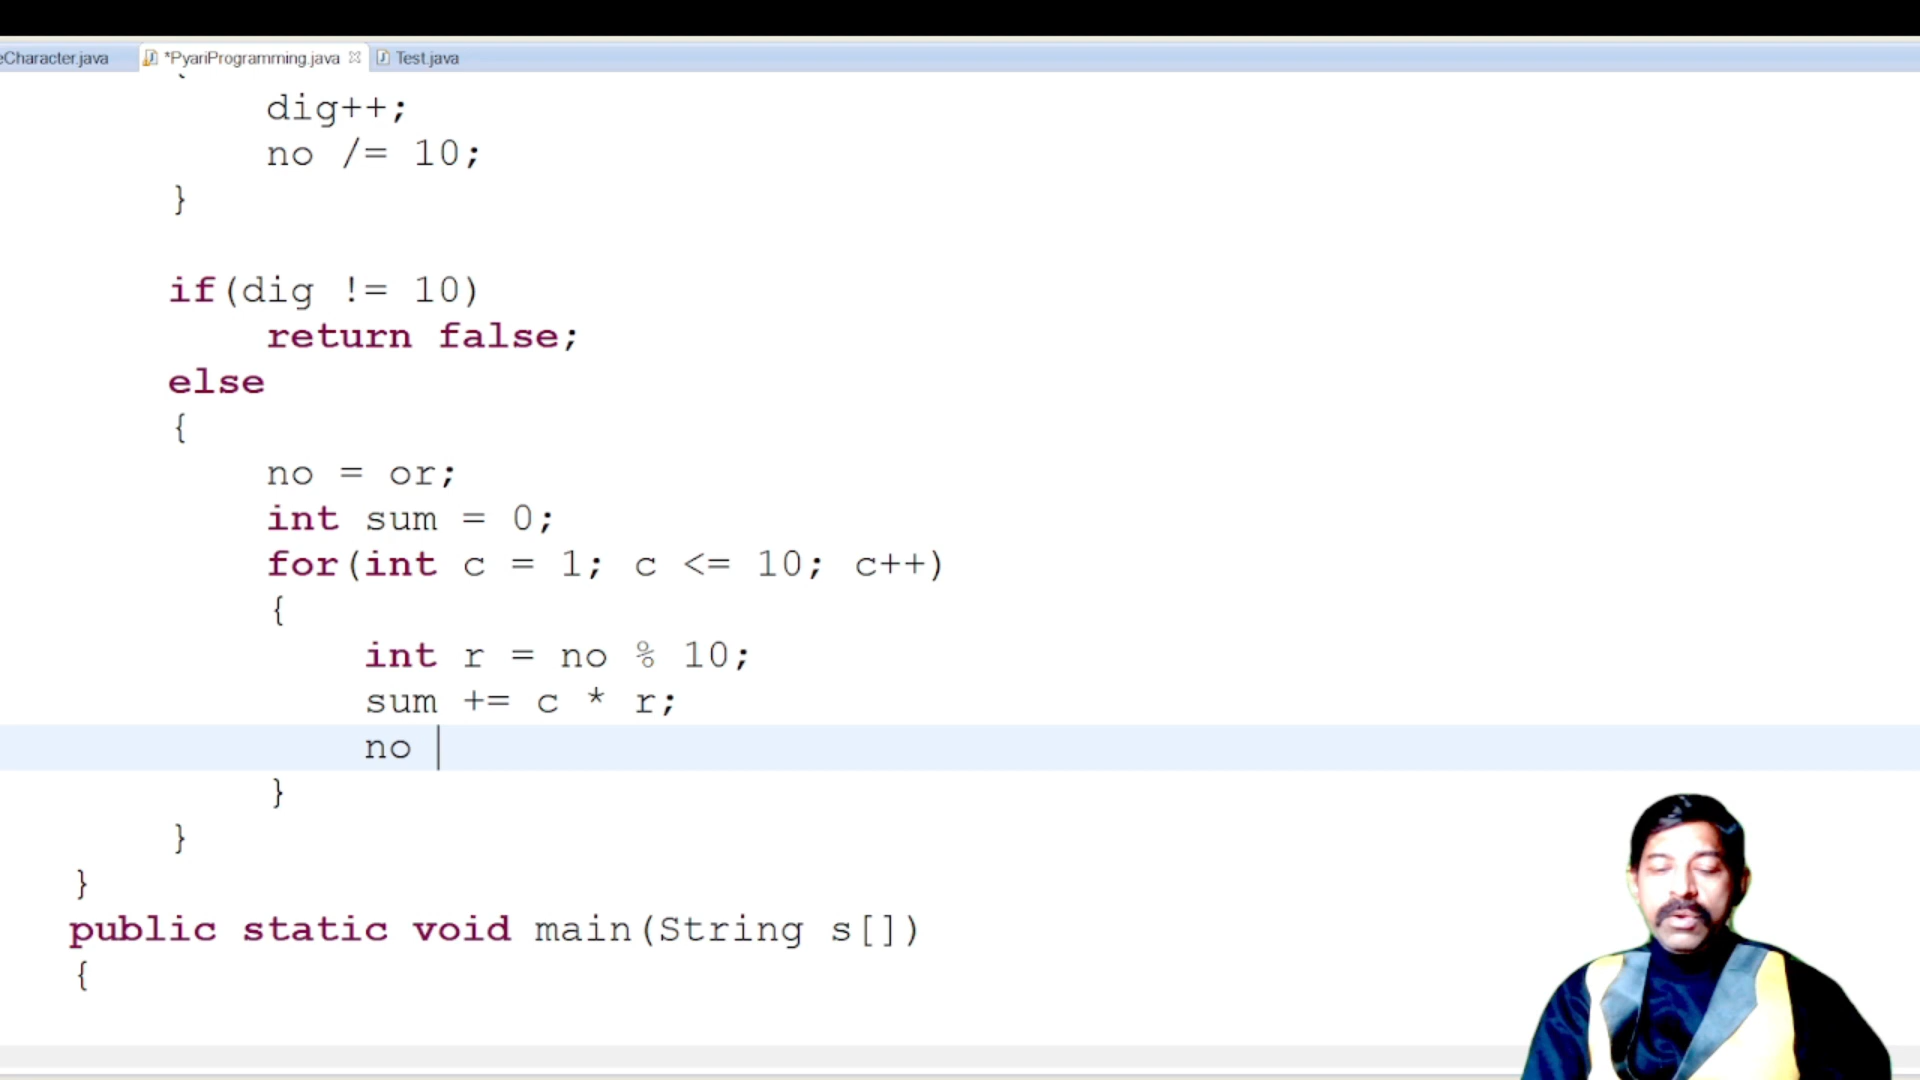 eCharacter.java *PyariProgramming.java Test.java
{
dig++;
no /= 10;
}
if(dig != 10)
return false;
else
{
no = or;
int sum = 0;
for(int c = 1; c <= 10; c++)
{
int r = no % 10;
sum += c * r;
no
}
}
}
public static void main(String s[])
{